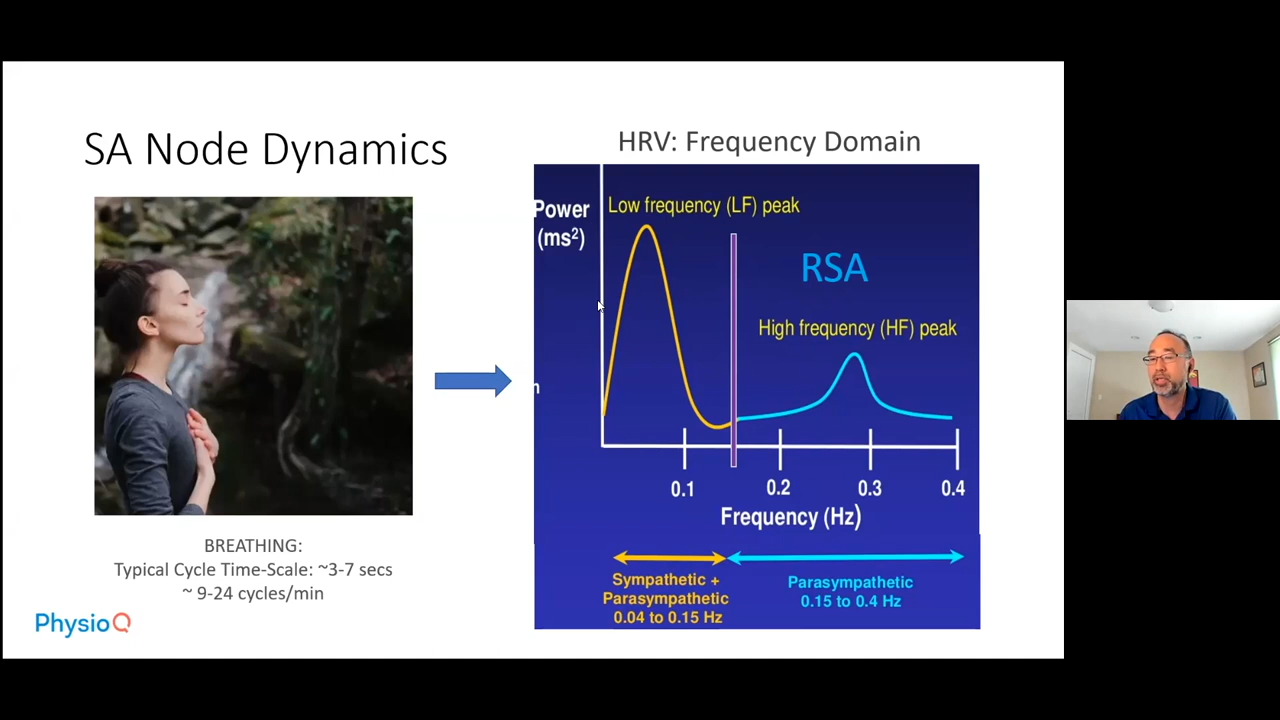 SA Node Dynamics
BREATHING:
Typical Cycle Time-Scale: ~3-7 secs
~ 9-24 cycles/min
PhysioQ
HRV: Frequency Domain
Power
(ms²)
Low frequency (LF) peak
RSA
High frequency (HF) peak
n
0.1 0.2 0.3 0.4
Frequency (Hz)
Sympathetic +
Parasympathetic
0.04 to 0.15 Hz
Parasympathetic
0.15 to 0.4 Hz